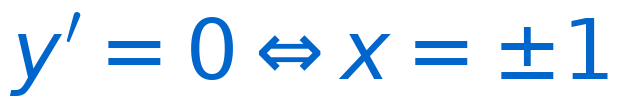 y′ = 0 ⇔ x = ±1